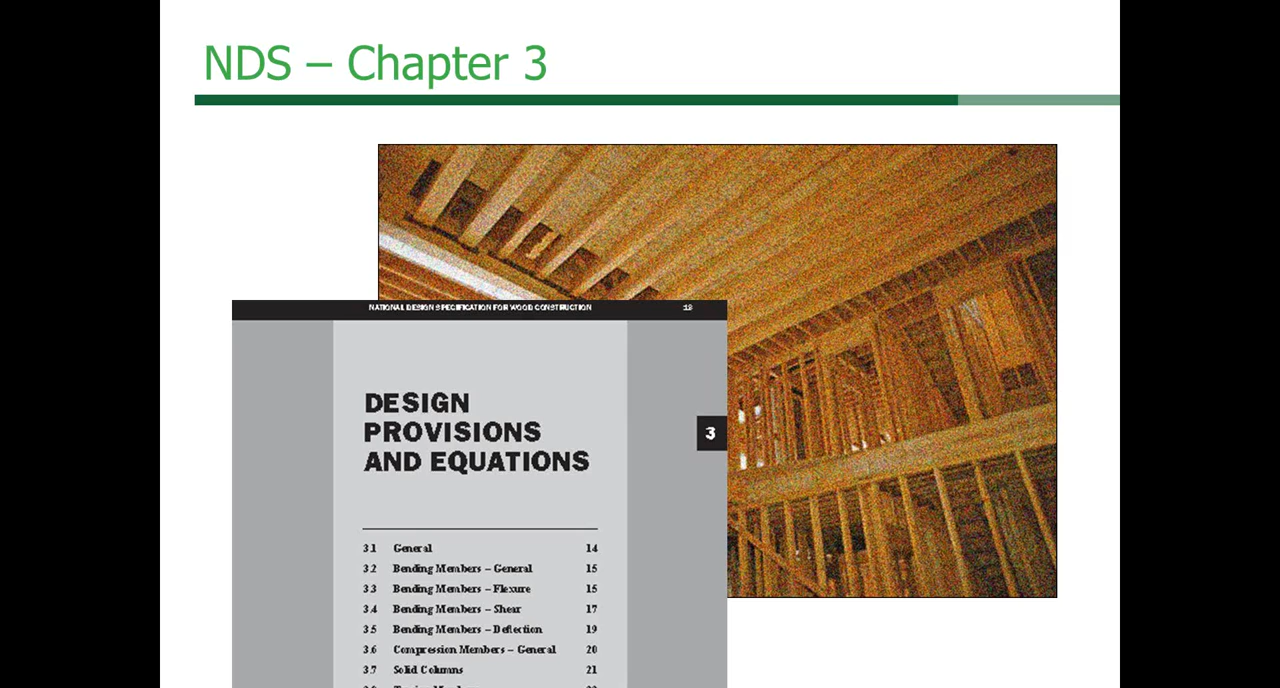 NDS – Chapter 3
NATIONAL DESIGN SPECIFICATION FOR WOOD CONSTRUCTION 13
DESIGN
PROVISIONS
AND EQUATIONS
3
3.1 General 14
3.2 Bending Members – General 15
3.3 Bending Members – Flexure 15
3.4 Bending Members – Shear 17
3.5 Bending Members – Deflection 19
3.6 Compression Members – General 20
3.7 Solid Columns 21